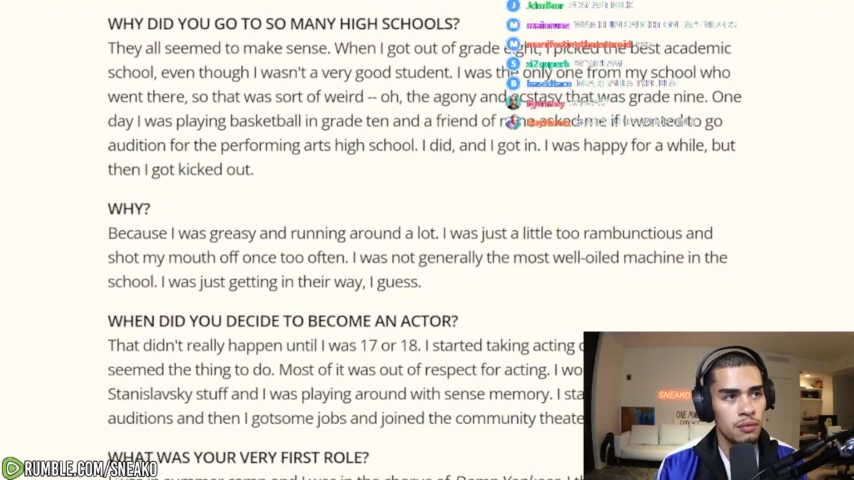 WHY DID YOU GO TO SO MANY HIGH SCHOOLS?
They all seemed to make sense. When I got out of grade eight, I picked the best academic
school, even though I wasn't a very good student. I was the only one from my school who
went there, so that was sort of weird -- oh, the agony and ecstasy that was grade nine. One
day I was playing basketball in grade ten and a friend of mine asked me if I wanted to go
audition for the performing arts high school. I did, and I got in. I was happy for a while, but
then I got kicked out.
WHY?
Because I was greasy and running around a lot. I was just a little too rambunctious and
shot my mouth off once too often. I was not generally the most well-oiled machine in the
school. I was just getting in their way, I guess.
WHEN DID YOU DECIDE TO BECOME AN ACTOR?
That didn't really happen until I was 17 or 18. I started taking acting
seemed the thing to do. Most of it was out of respect for acting. I
Stanislavsky stuff and I was playing around with sense memory. I
auditions and then I gotsome jobs and joined the community
WHAT WAS YOUR VERY FIRST ROLE?
SNEAKO
RUMBLE.COM/SNEAKO